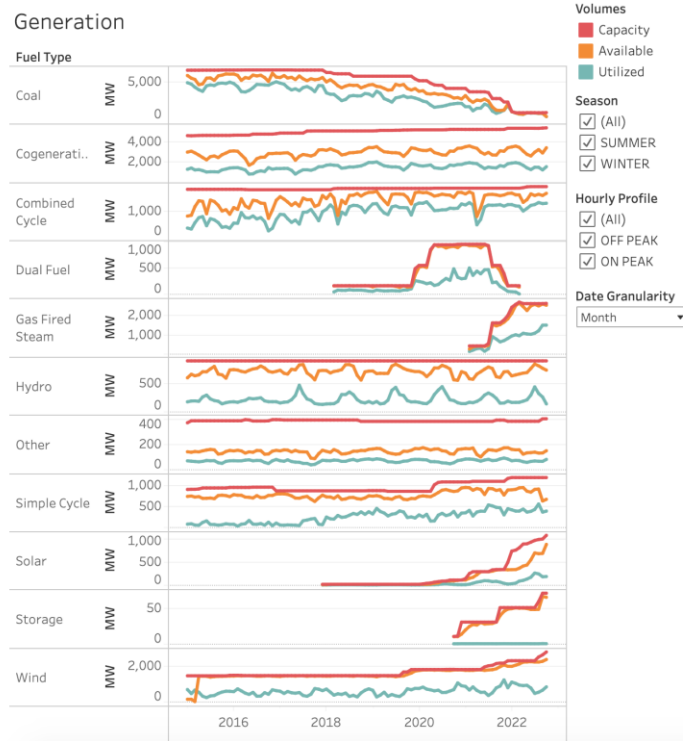 Generation
Fuel Type
Coal
MW
5,000
0
Cogenerati..
MW
4,000
2,000
Combined
Cycle
MW
1,000
0
Dual Fuel
MW
1,000
500
0
Gas Fired
Steam
MW
2,000
1,000
Hydro
MW
500
0
Other
MW
400
200
0
Simple Cycle
MW
1,000
500
Solar
MW
1,000
500
0
Storage
MW
50
0
Wind
MW
2,000
0
2016
2018
2020
2022
Volumes
Capacity
Available
Utilized
Season
(All)
SUMMER
WINTER
Hourly Profile
(All)
OFF PEAK
ON PEAK
Date Granularity
Month